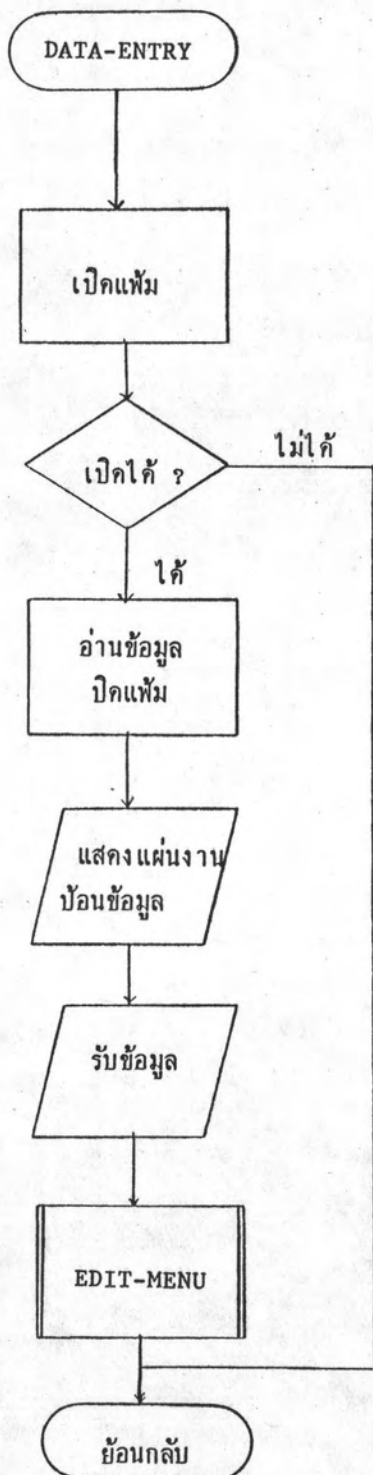 DATA-ENTRY
เปิดแฟ้ม
เปิดได้ ?
ไม่ได้
ได้
อ่านข้อมูล
ปิดแฟ้ม
แสดงแผ่นงาน
ป้อนข้อมูล
รับข้อมูล
EDIT-MENU
ย้อนกลับ